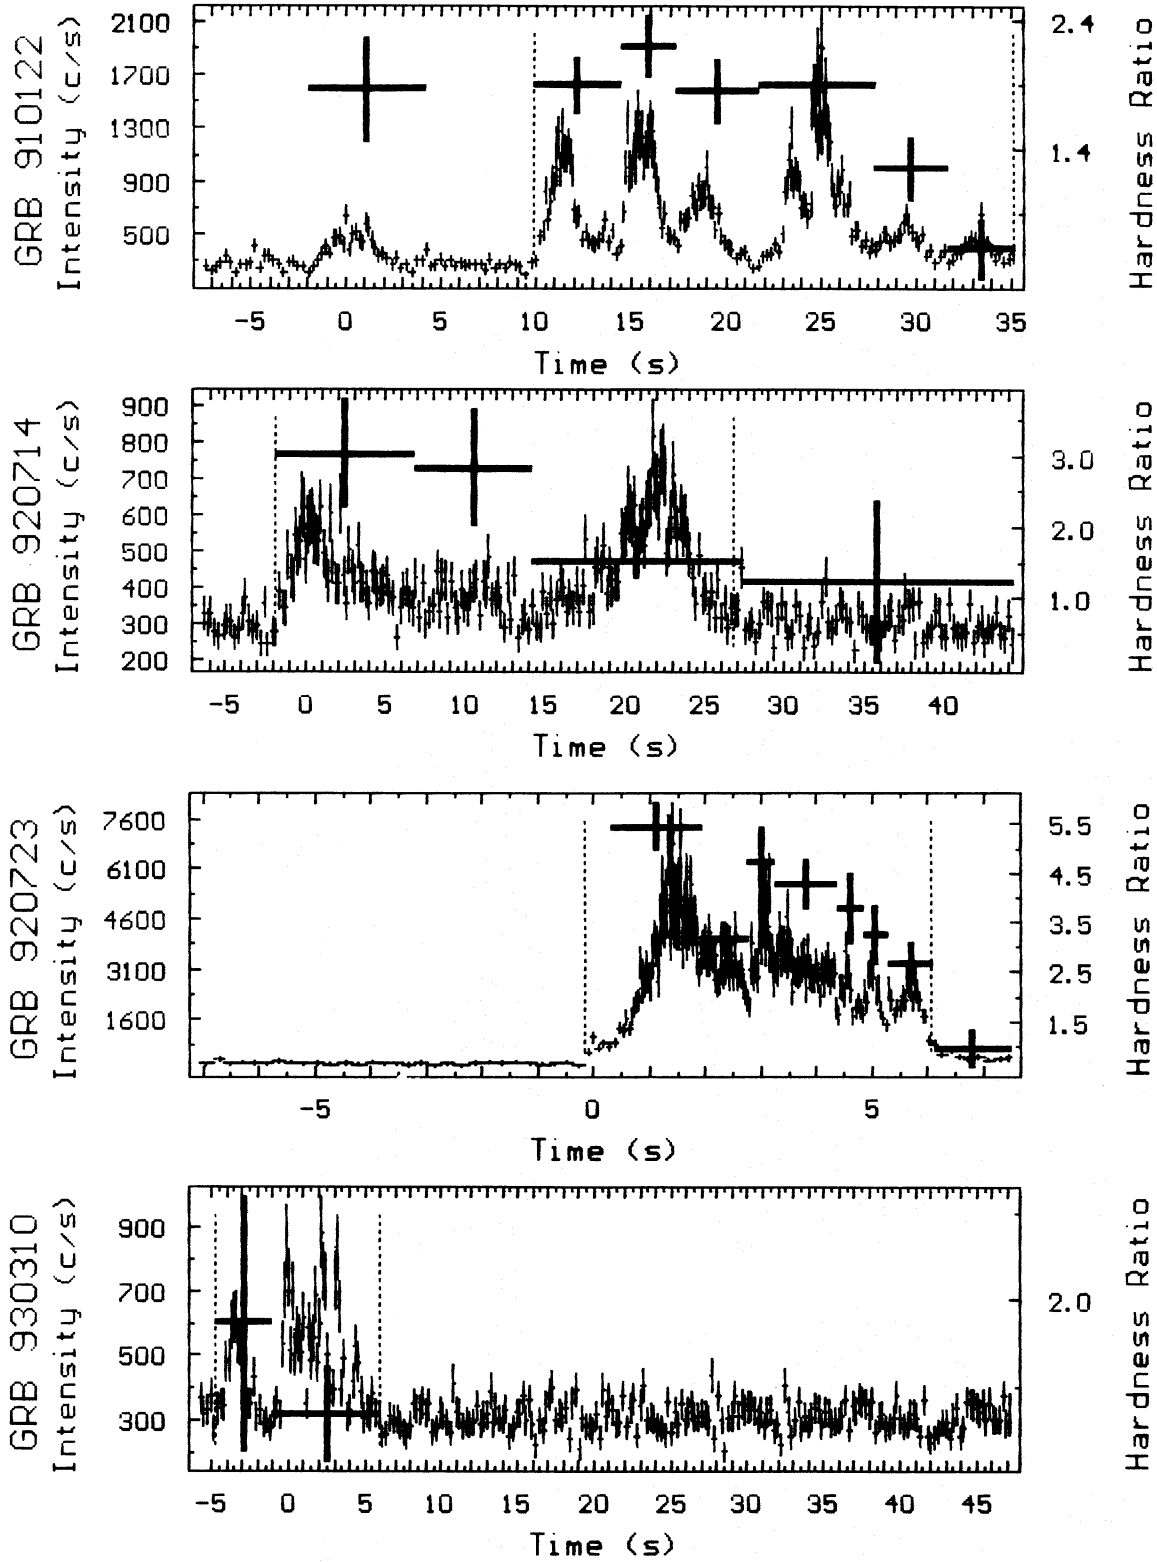 GRB 910122
Intensity (c/s)
2100
1700
1300
900
500
2.4
1.4
Hardness Ratio
-5 0 5 10 15 20 25 30 35
Time (s)
GRB 920714
Intensity (c/s)
900
800
700
600
500
400
300
200
3.0
2.0
1.0
Hardness Ratio
-5 0 5 10 15 20 25 30 35 40
Time (s)
GRB 920723
Intensity (c/s)
7600
6100
4600
3100
1600
5.5
4.5
3.5
2.5
1.5
Hardness Ratio
-5 0 5
Time (s)
GRB 930310
Intensity (c/s)
900
700
500
300
2.0
Hardness Ratio
-5 0 5 10 15 20 25 30 35 40 45
Time (s)